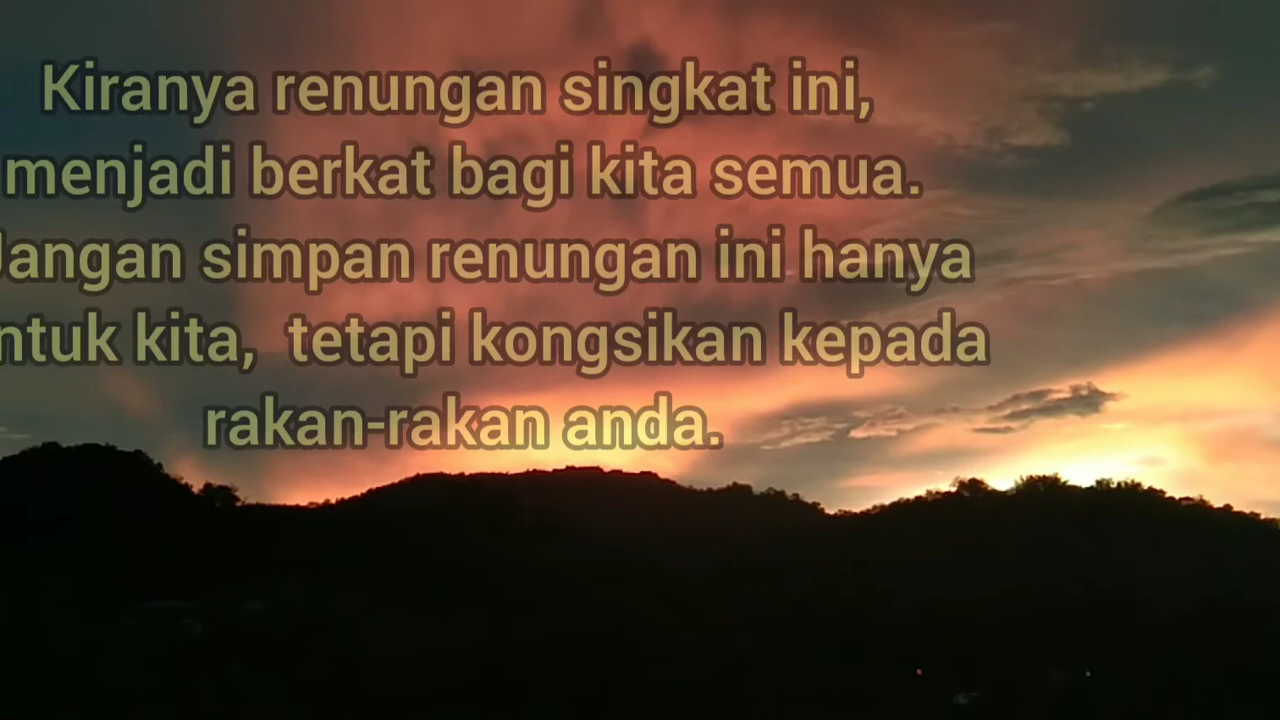 Kiranya renungan singkat ini,
menjadi berkat bagi kita semua.
Jangan simpan renungan ini hanya
ntuk kita, tetapi kongsikan kepada
rakan-rakan anda.